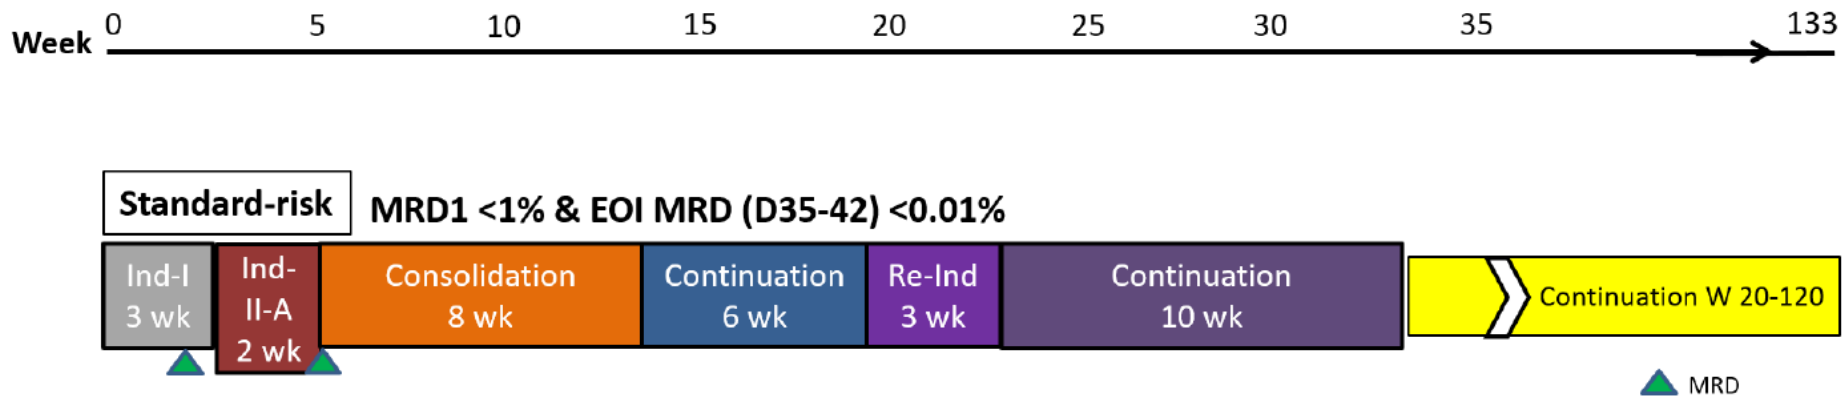 Week 0 5 10 15 20 25 30 35 133
Standard-risk MRD1 <1% & EOI MRD (D35-42) <0.01%
Ind-I
3 wk
Ind-
II-A
2 wk
Consolidation
8 wk
Continuation
6 wk
Re-Ind
3 wk
Continuation
10 wk
Continuation W 20-120
MRD